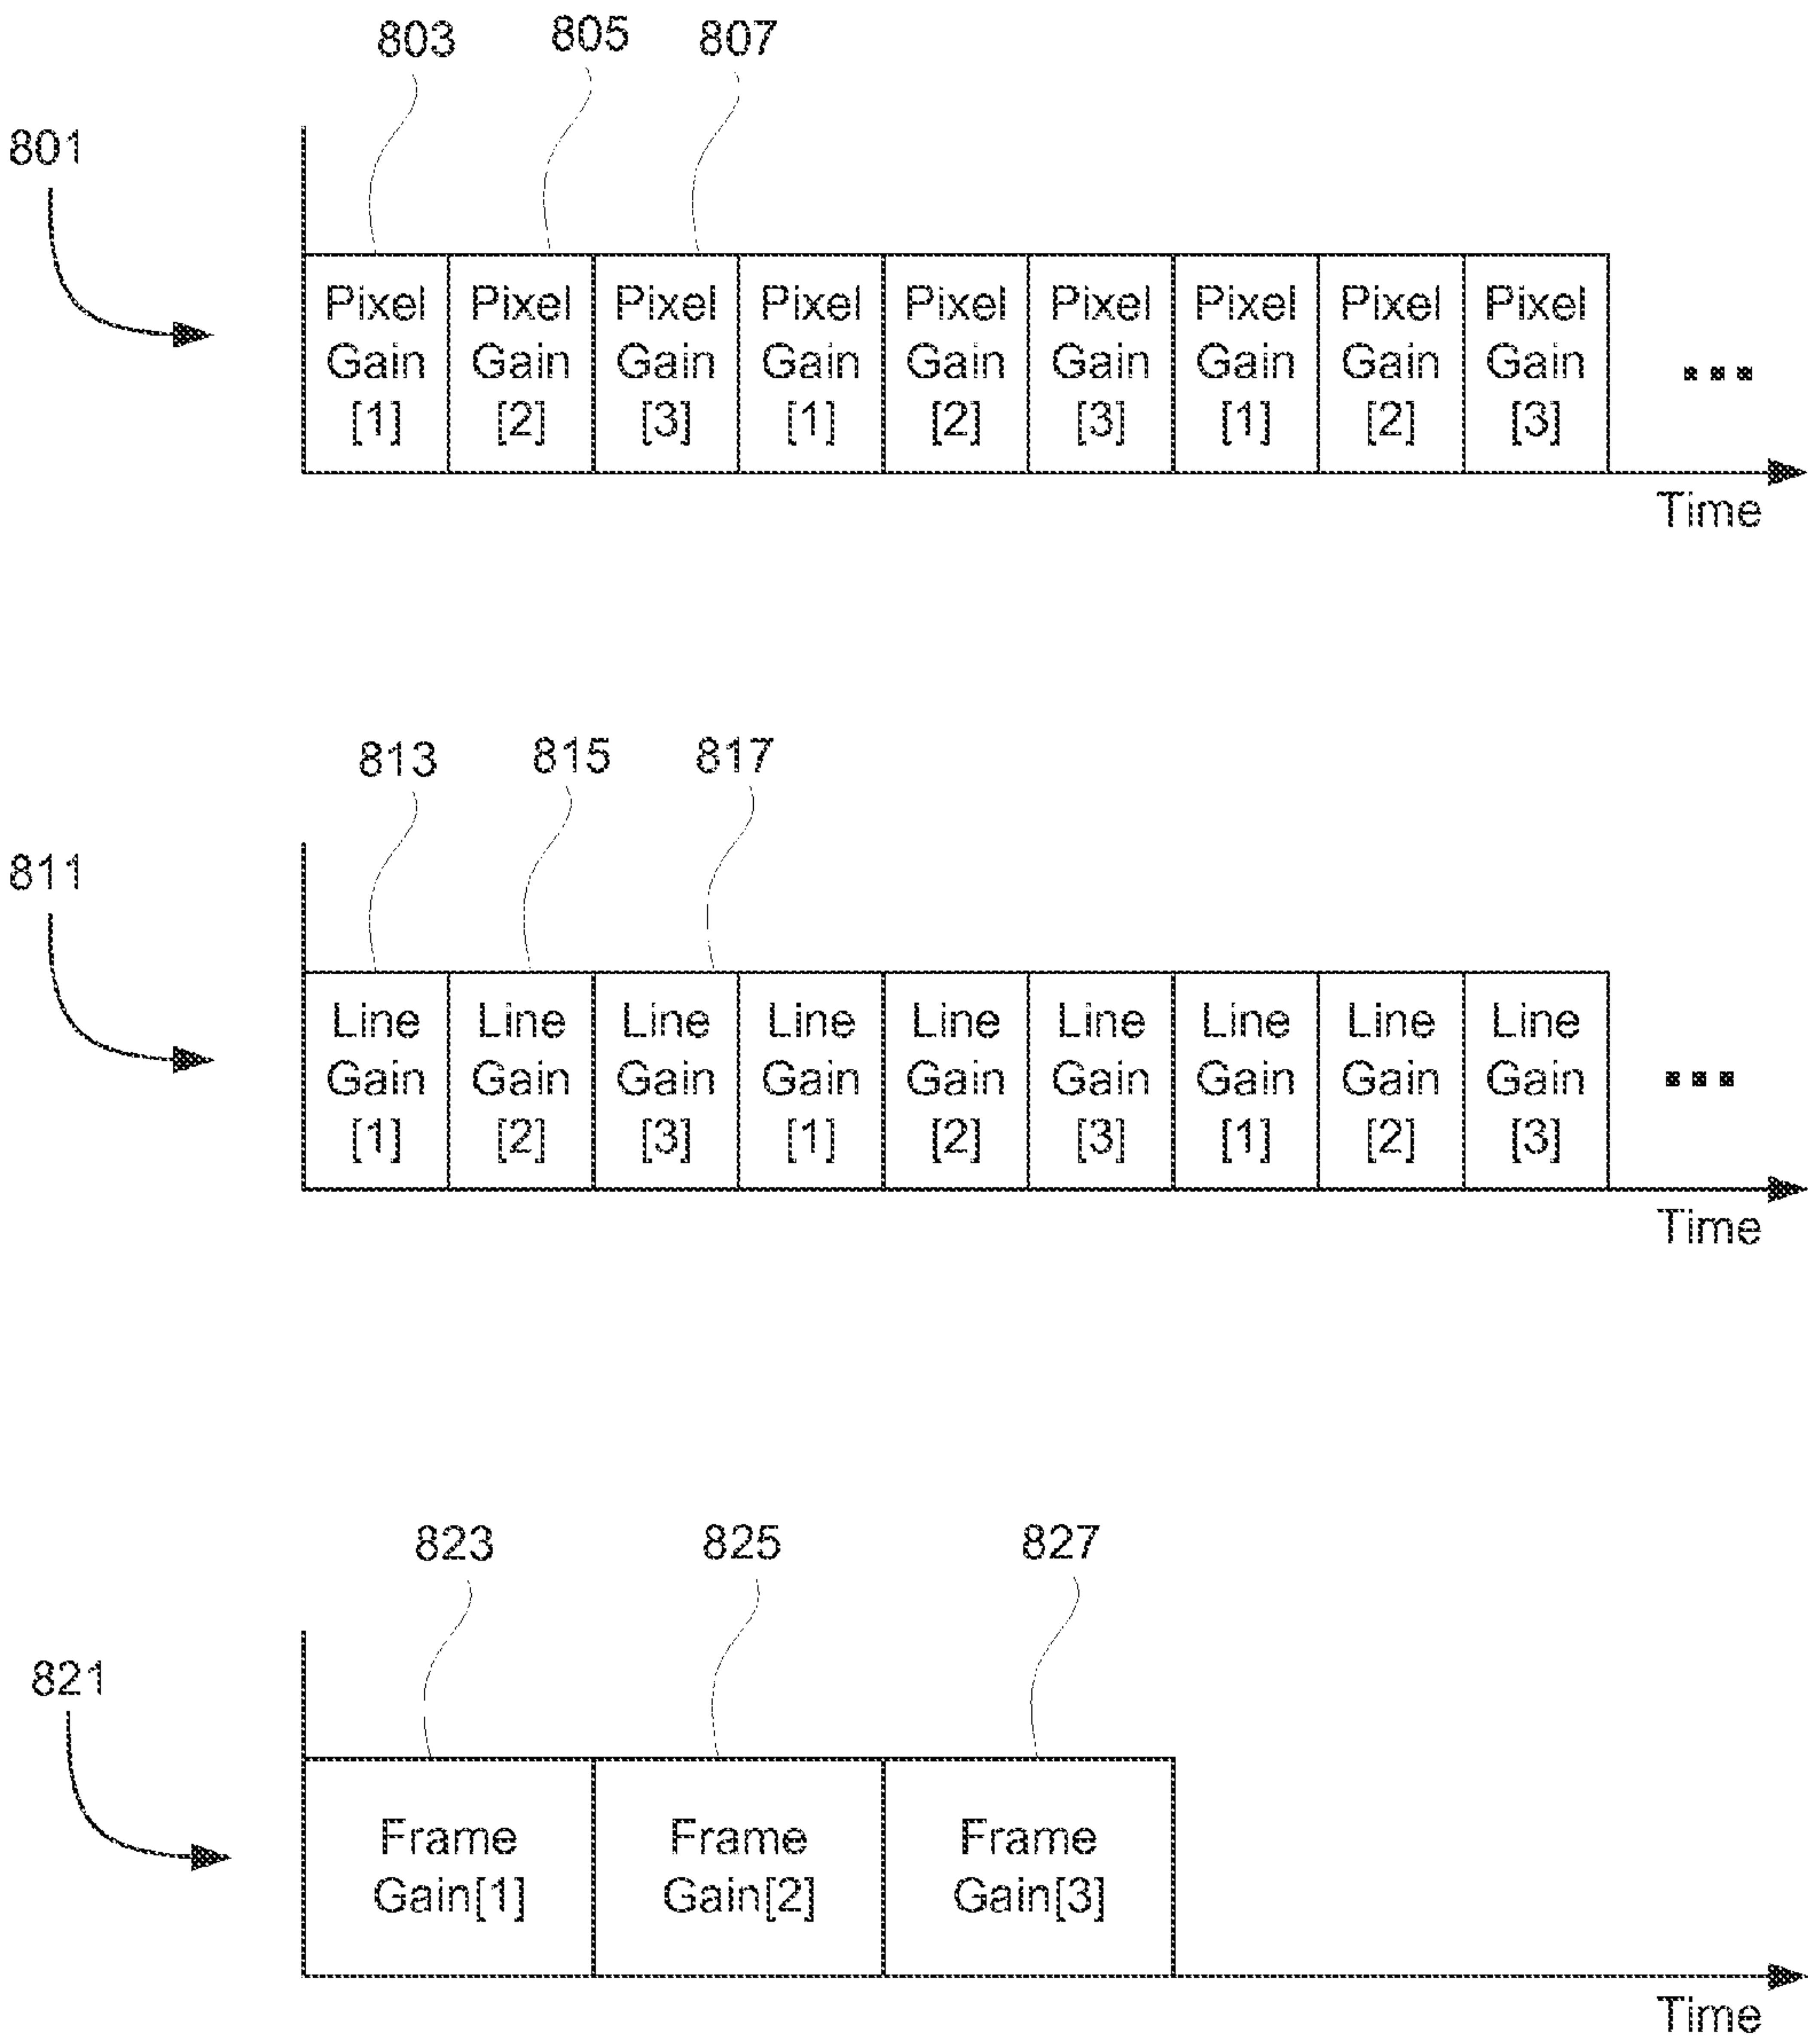 803 805 807
801
Pixel Pixel Pixel Pixel Pixel Pixel Pixel Pixel Pixel
Gain Gain Gain Gain Gain Gain Gain Gain Gain
[1] [2] [3] [1] [2] [3] [1] [2] [3]
...
Time
813 815 817
811
Line Line Line Line Line Line Line Line Line
Gain Gain Gain Gain Gain Gain Gain Gain Gain
[1] [2] [3] [1] [2] [3] [1] [2] [3]
...
Time
823 825 827
821
Frame Frame Frame
Gain[1] Gain[2] Gain[3]
Time